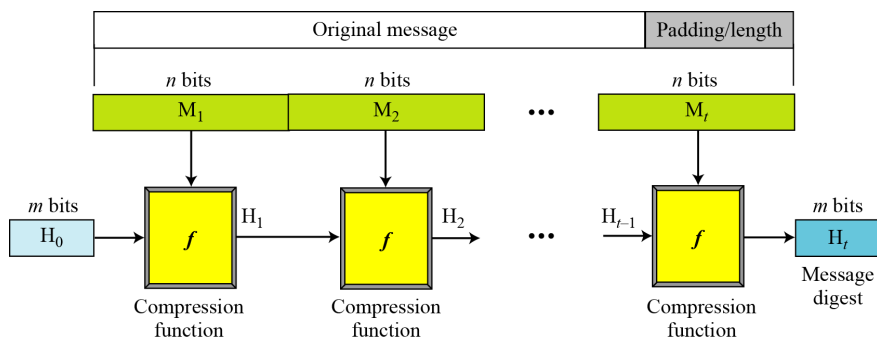 Original message Padding/length
n bits n bits n bits
M1 M2 ... Mt
m bits H0 f H1 f H2 ... Ht–1 f m bits Ht
Compression function Compression function Compression function Message digest